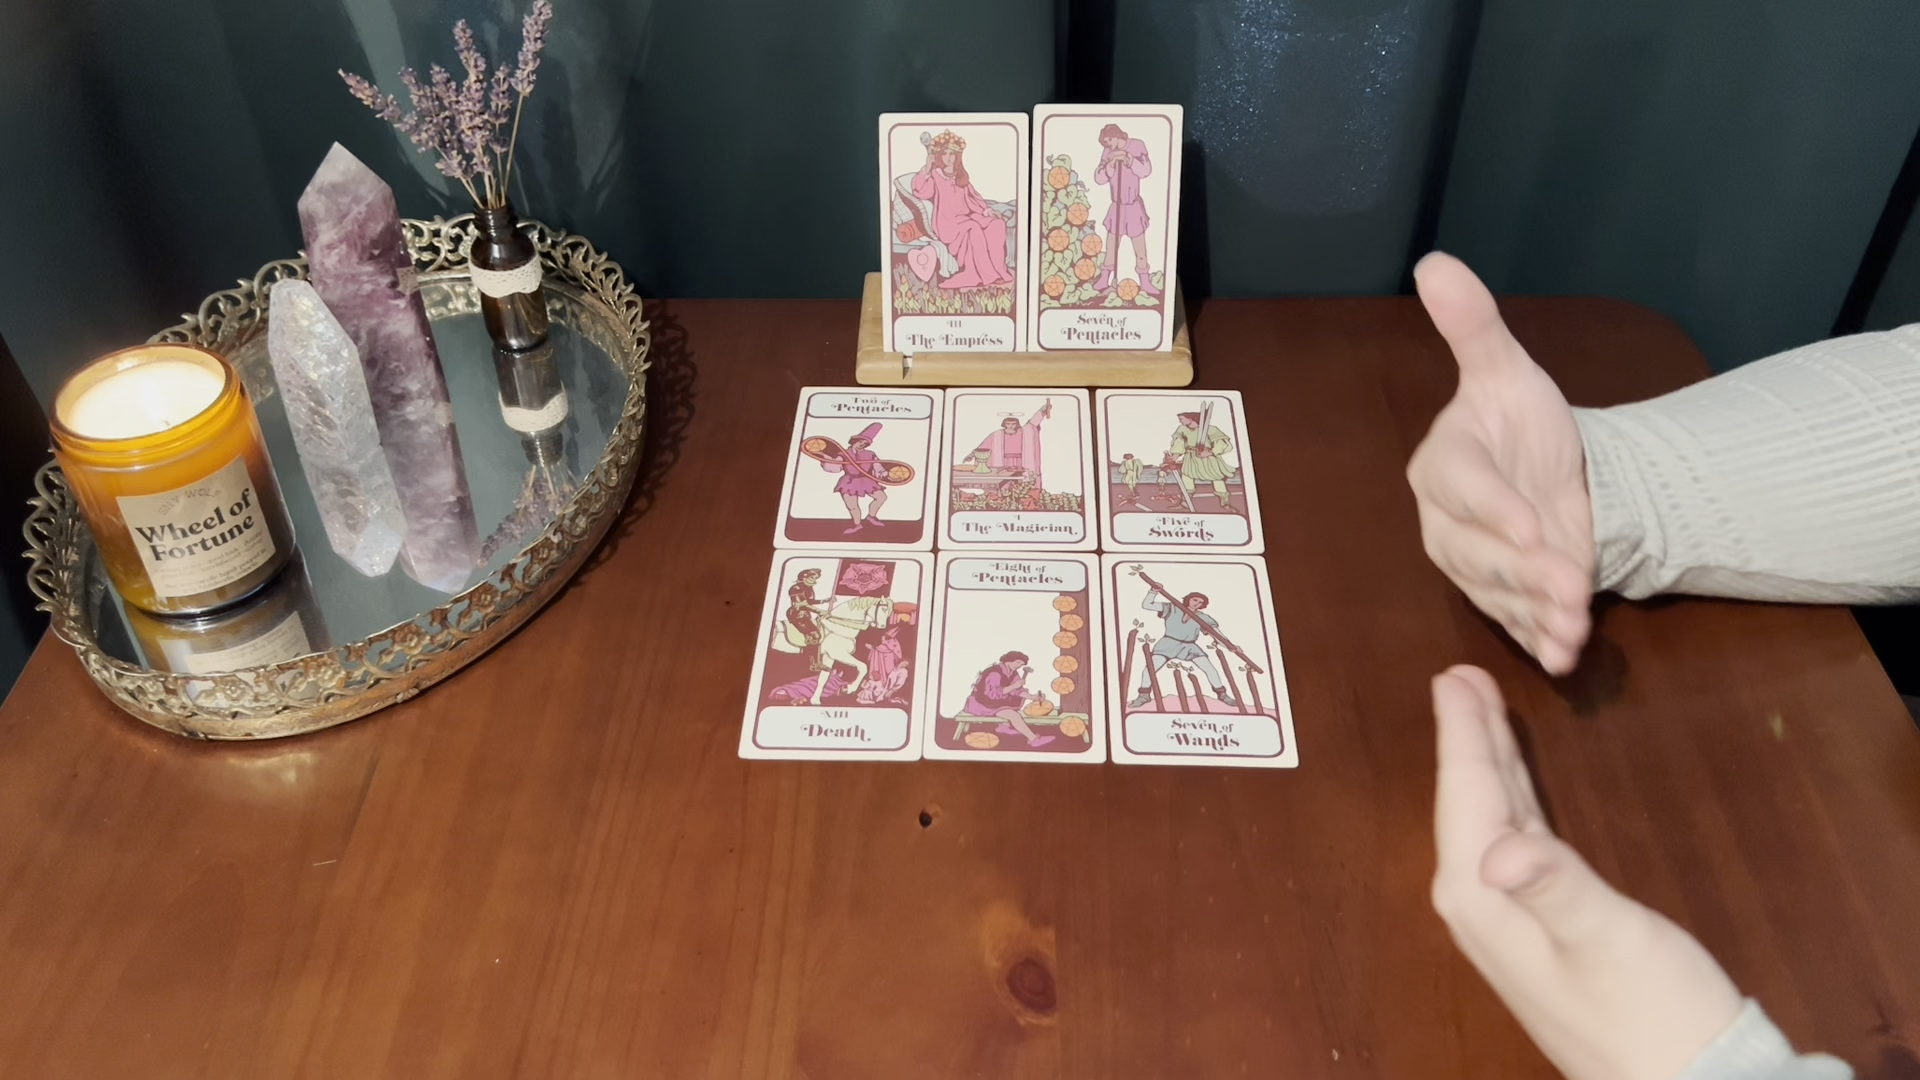 III
The Empress
Seven of
Pentacles
Two of
Pentacles
I
The Magician.
Five of
Swords
XIII
Death.
Eight of
Pentacles
Seven of
Wands
Wheel of
Fortune